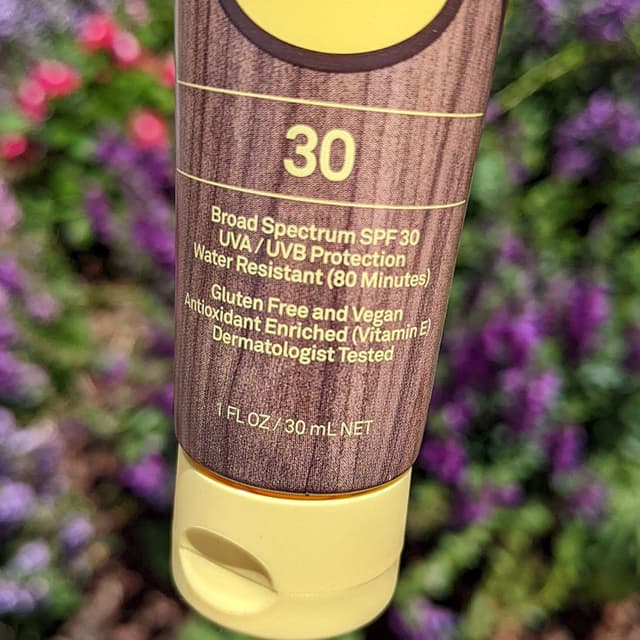 30
Broad Spectrum SPF 30
UVA / UVB Protection
Water Resistant (80 Minutes)
Gluten Free and Vegan
Antioxidant Enriched (Vitamin E)
Dermatologist Tested
1 FL OZ / 30 mL NET